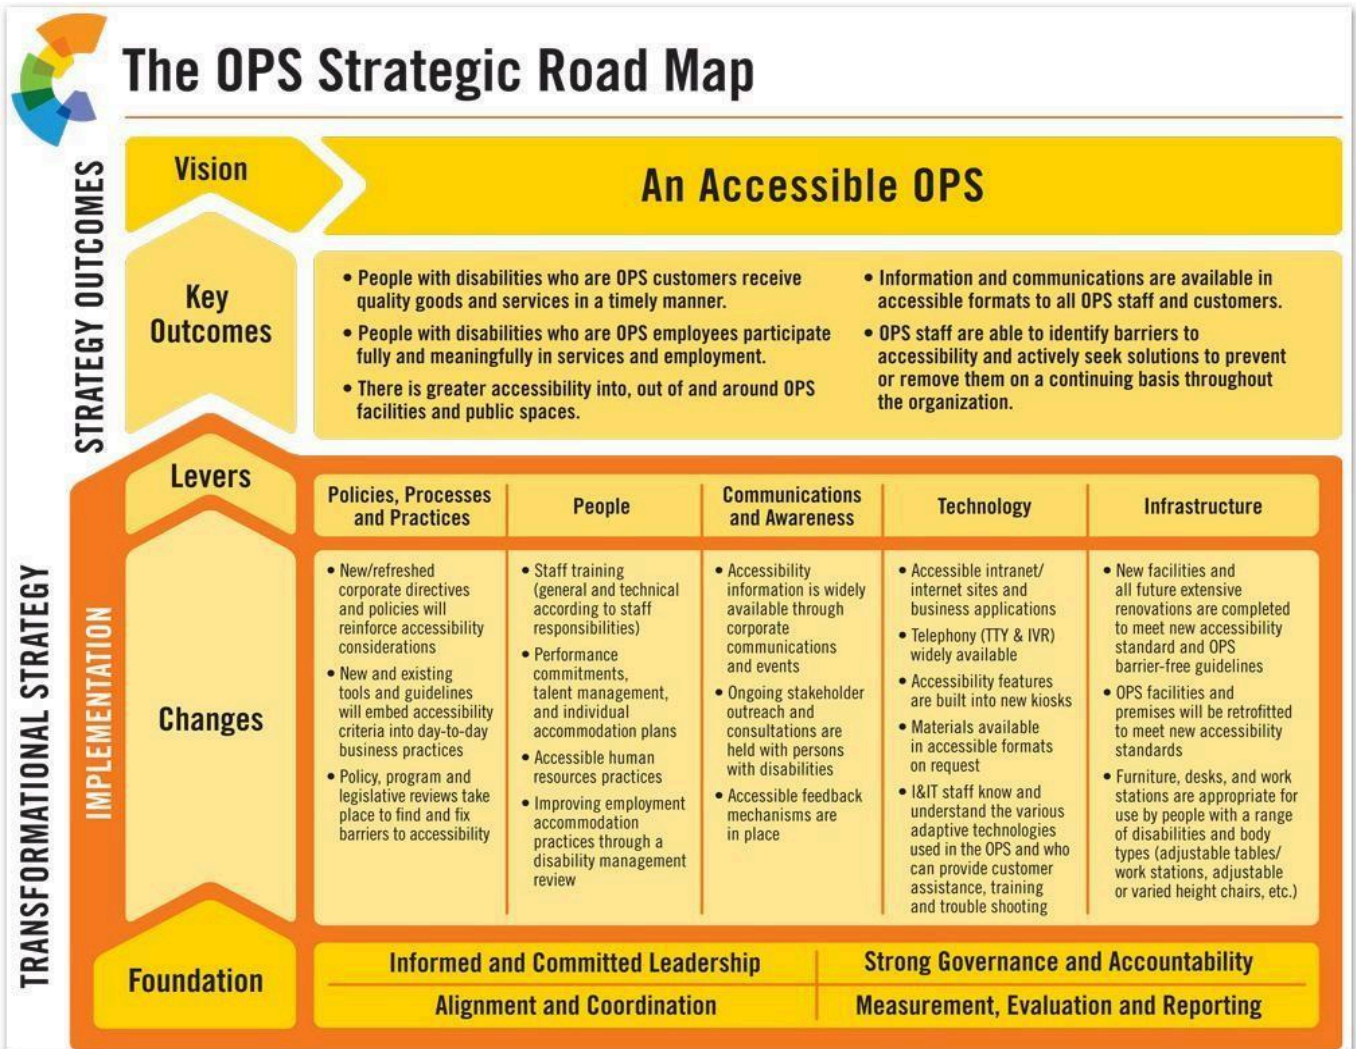 The OPS Strategic Road Map
STRATEGY OUTCOMES
Vision
An Accessible OPS
Key
Outcomes
• People with disabilities who are OPS customers receive
quality goods and services in a timely manner.
• People with disabilities who are OPS employees participate
fully and meaningfully in services and employment.
• There is greater accessibility into, out of and around OPS
facilities and public spaces.
• Information and communications are available in
accessible formats to all OPS staff and customers.
• OPS staff are able to identify barriers to
accessibility and actively seek solutions to prevent
or remove them on a continuing basis throughout
the organization.
TRANSFORMATIONAL STRATEGY
IMPLEMENTATION
Levers
Policies, Processes
and Practices
People
Communications
and Awareness
Technology
Infrastructure
Changes
• New/refreshed
corporate directives
and policies will
reinforce accessibility
considerations
• New and existing
tools and guidelines
will embed accessibility
criteria into day-to-day
business practices
• Policy, program and
legislative reviews take
place to find and fix
barriers to accessibility
• Staff training
(general and technical
according to staff
responsibilities)
• Performance
commitments,
talent management,
and individual
accommodation plans
• Accessible human
resources practices
• Improving employment
accommodation
practices through a
disability management
review
• Accessibility
information is widely
available through
corporate
communications
and events
• Ongoing stakeholder
outreach and
consultations are
held with persons
with disabilities
• Accessible feedback
mechanisms are
in place
• Accessible intranet/
internet sites and
business applications
• Telephony (TTY & IVR)
widely available
• Accessibility features
are built into new kiosks
• Materials available
in accessible formats
on request
• I&IT staff know and
understand the various
adaptive technologies
used in the OPS and who
can provide customer
assistance, training
and trouble shooting
• New facilities and
all future extensive
renovations are completed
to meet new accessibility
standard and OPS
barrier-free guidelines
• OPS facilities and
premises will be retrofitted
to meet new accessibility
standards
• Furniture, desks, and work
stations are appropriate for
use by people with a range
of disabilities and body
types (adjustable tables/
work stations, adjustable
or varied height chairs, etc.)
Foundation
Informed and Committed Leadership
Strong Governance and Accountability
Alignment and Coordination
Measurement, Evaluation and Reporting